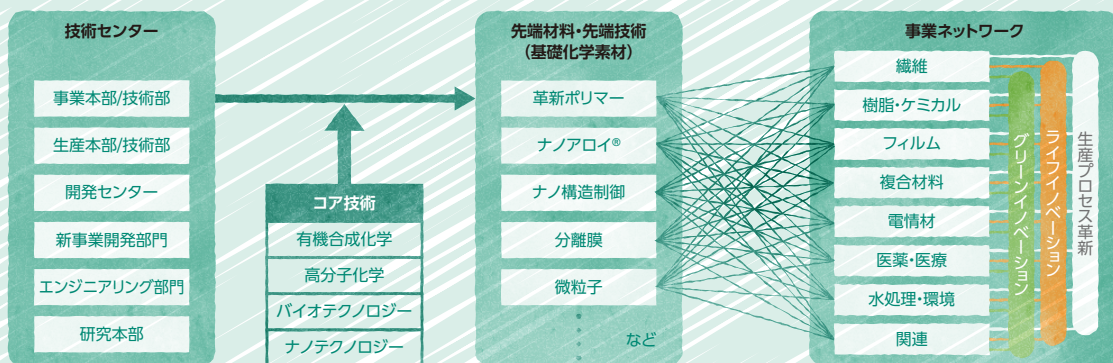 技術センター
事業本部/技術部
生産本部/技術部
開発センター
新事業開発部門
エンジニアリング部門
研究本部
コア技術
有機合成化学
高分子化学
バイオテクノロジー
ナノテクノロジー
先端材料・先端技術
(基礎化学素材)
革新ポリマー
ナノアロイ®
ナノ構造制御
分離膜
微粒子
など
事業ネットワーク
繊維
樹脂・ケミカル
フィルム
複合材料
電情材
医薬・医療
水処理・環境
関連
グリーンイノベーション
ライフイノベーション
生産プロセス革新